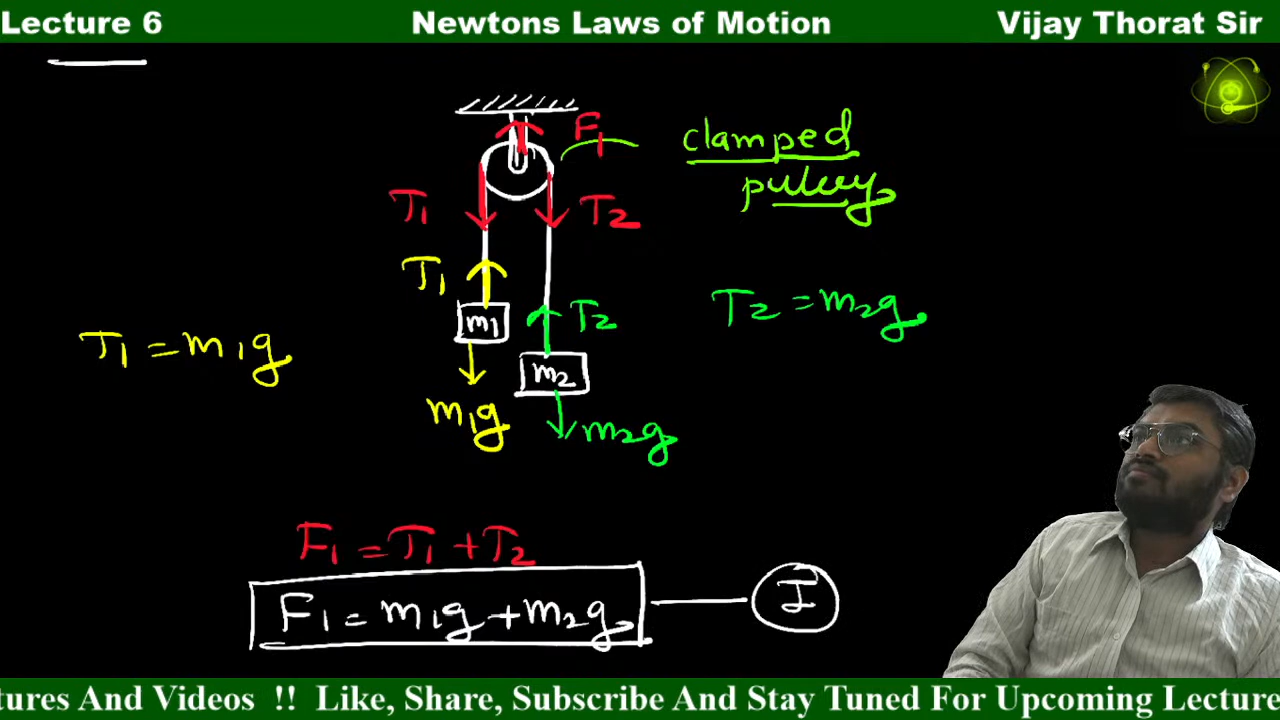 Lecture 6 Newtons Laws of Motion Vijay Thorat Sir
F₁
clamped
pulley
T₁ T₂
T₁
T₂
T₂ = m₂g
m₁
T₁ = m₁g
m₂
m₁g
m₂g
F₁ = T₁ + T₂
F₁ = m₁g + m₂g
I
tures And Videos !! Like, Share, Subscribe And Stay Tuned For Upcoming Lecture